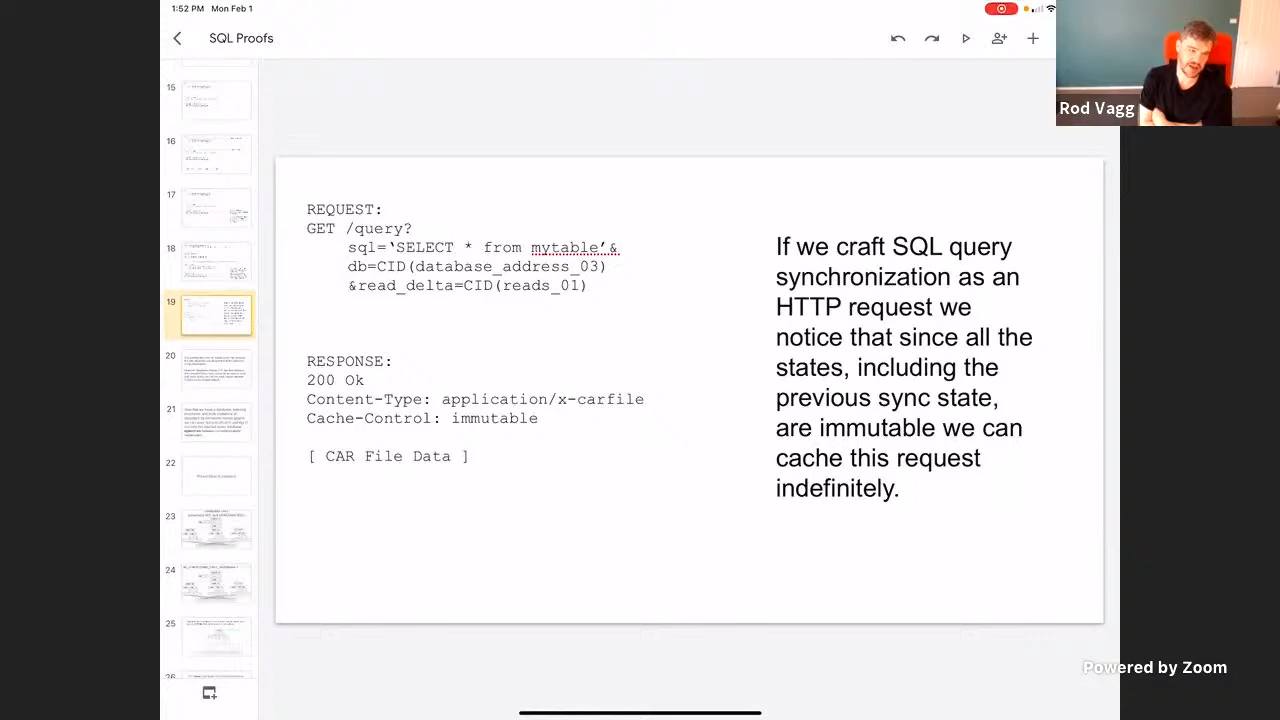 1:52 PM Mon Feb 1
SQL Proofs
Rod Vagg
15
16
17
18
19
20
21
22
23
24
25
26
REQUEST:
GET /query?
sql=‘SELECT * from mytable’&
db=CID(database_address_03)
&read_delta=CID(reads_01)
RESPONSE:
200 OK
Content-Type: application/x-carfile
Cache-Control: immutable
[ CAR File Data ]
If we craft SQL query
synchronization as an
HTTP request we
notice that since all the
states, including the
previous sync state,
are immutable we can
cache this request
indefinitely.
Powered by Zoom